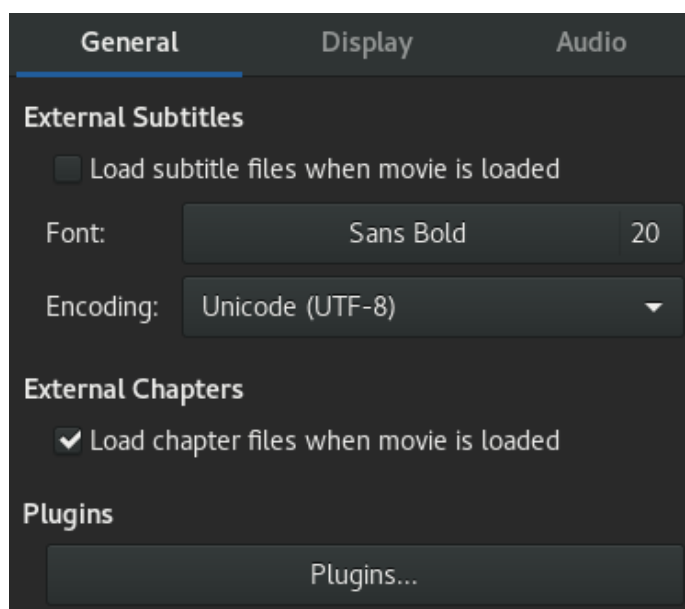 General Display Audio
External Subtitles
Load subtitle files when movie is loaded
Font: Sans Bold 20
Encoding: Unicode (UTF-8)
External Chapters
Load chapter files when movie is loaded
Plugins
Plugins...